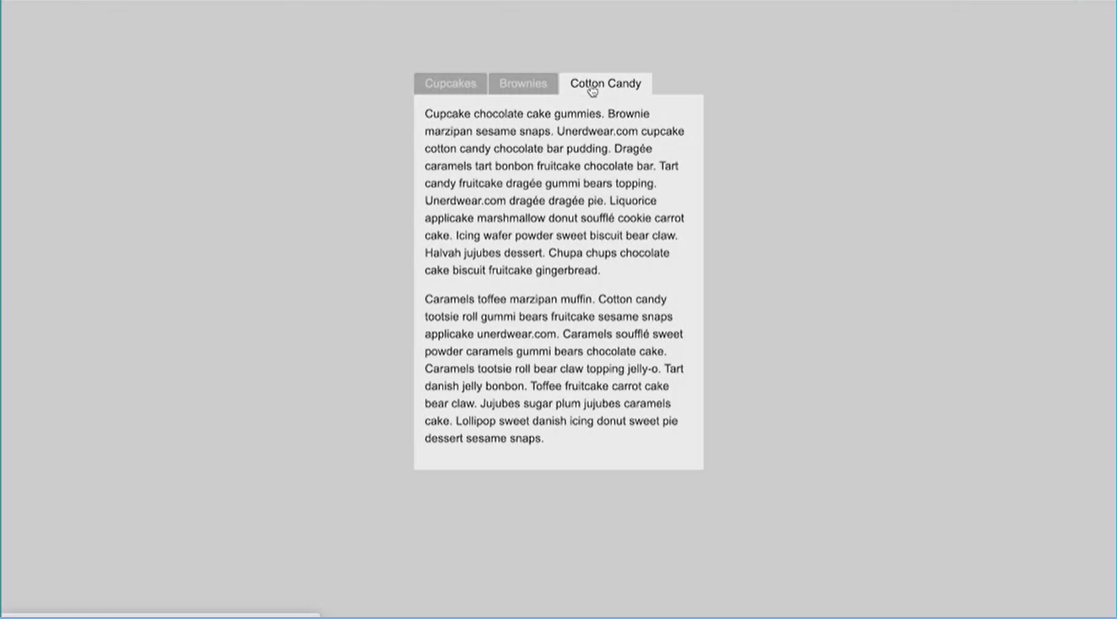 Cupcakes Brownies Cotton Candy
Cupcake chocolate cake gummies. Brownie
marzipan sesame snaps. Unerdwear.com cupcake
cotton candy chocolate bar pudding. Dragée
caramels tart bonbon fruitcake chocolate bar. Tart
candy fruitcake dragée gummi bears topping.
Unerdwear.com dragée dragée pie. Liquorice
applicake marshmallow donut soufflé cookie carrot
cake. Icing wafer powder sweet biscuit bear claw.
Halvah jujubes dessert. Chupa chups chocolate
cake biscuit fruitcake gingerbread.
Caramels toffee marzipan muffin. Cotton candy
tootsie roll gummi bears fruitcake sesame snaps
applicake unerdwear.com. Caramels soufflé sweet
powder caramels gummi bears chocolate cake.
Caramels tootsie roll bear claw topping jelly-o. Tart
danish jelly bonbon. Toffee fruitcake carrot cake
bear claw. Jujubes sugar plum jujubes caramels
cake. Lollipop sweet danish icing donut sweet pie
dessert sesame snaps.